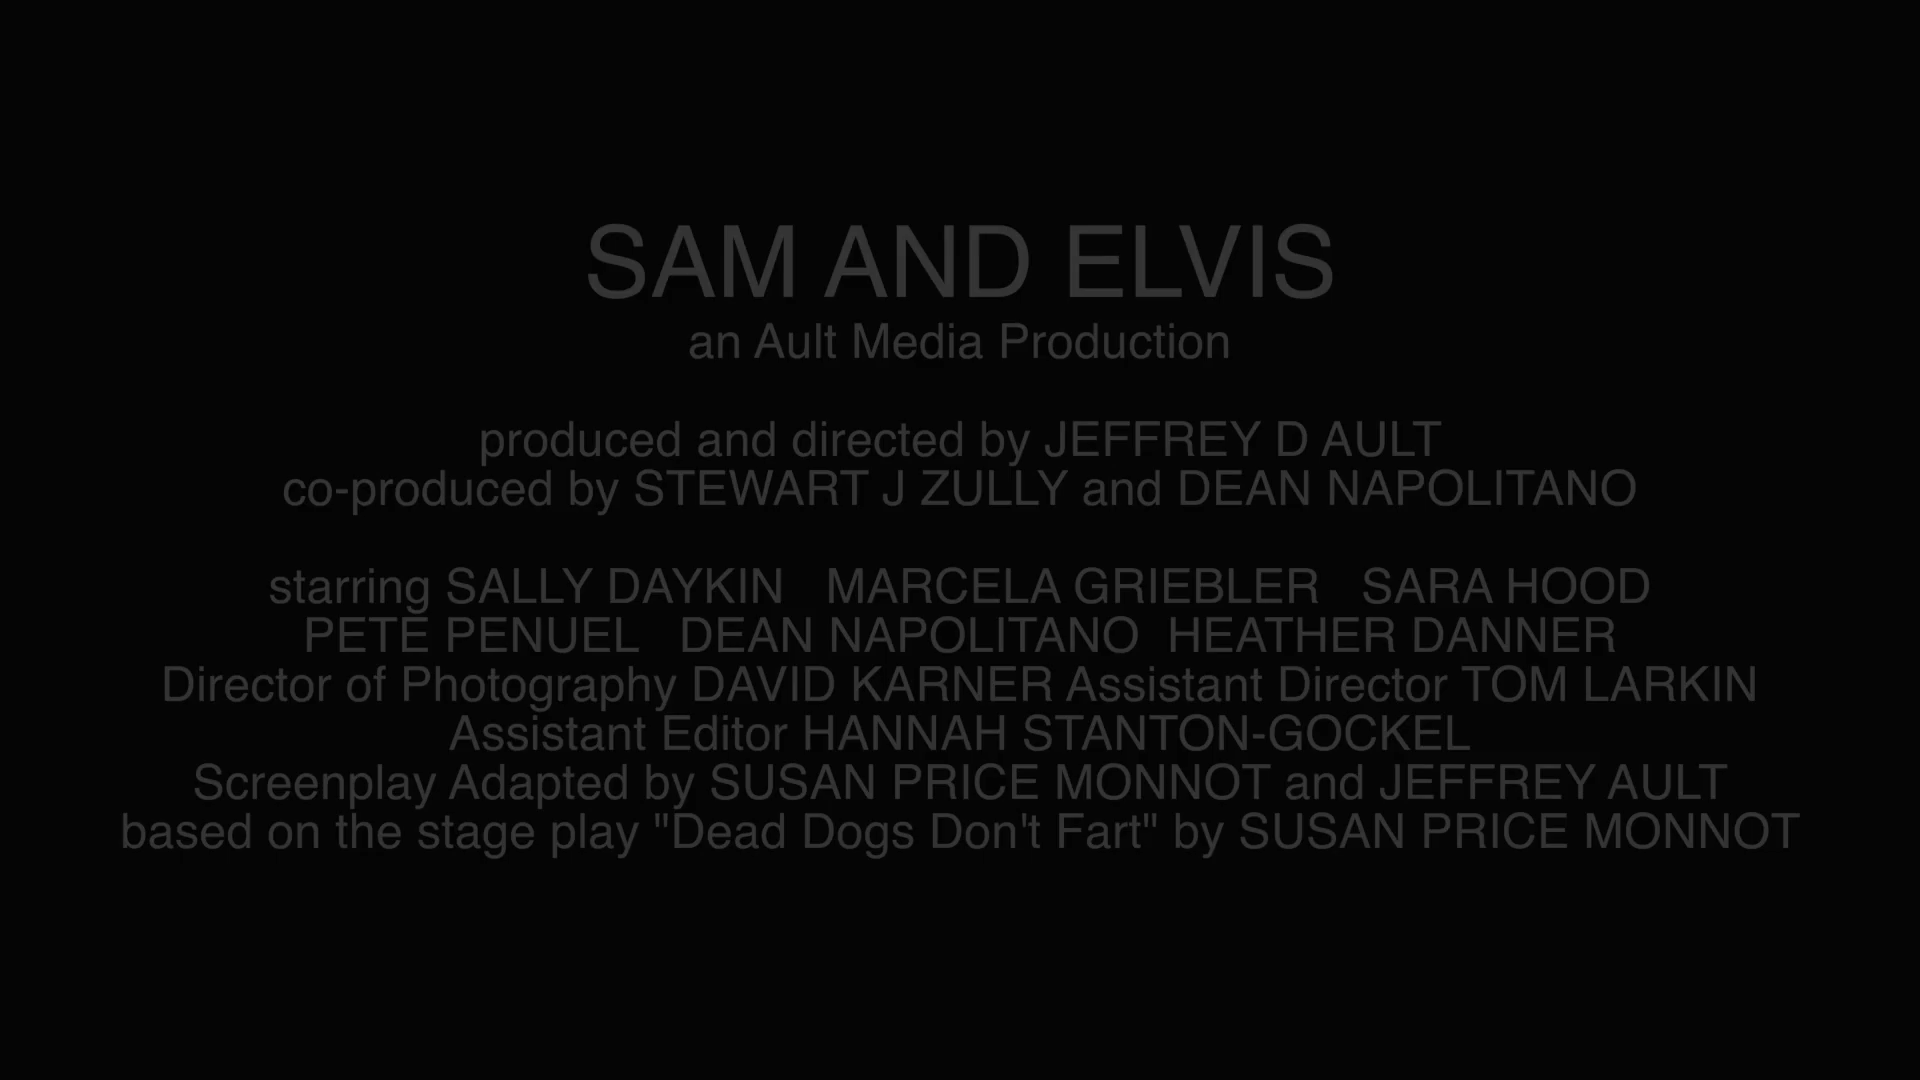 SAM AND ELVIS
an Ault Media Production
produced and directed by JEFFREY D AULT
co-produced by STEWART J ZULLY and DEAN NAPOLITANO
starring SALLY DAYKIN   MARCELA GRIEBLER   SARA HOOD
PETE PENUEL   DEAN NAPOLITANO  HEATHER DANNER
Director of Photography DAVID KARNER Assistant Director TOM LARKIN
Assistant Editor HANNAH STANTON-GOCKEL
Screenplay Adapted by SUSAN PRICE MONNOT and JEFFREY AULT
based on the stage play "Dead Dogs Don't Fart" by SUSAN PRICE MONNOT